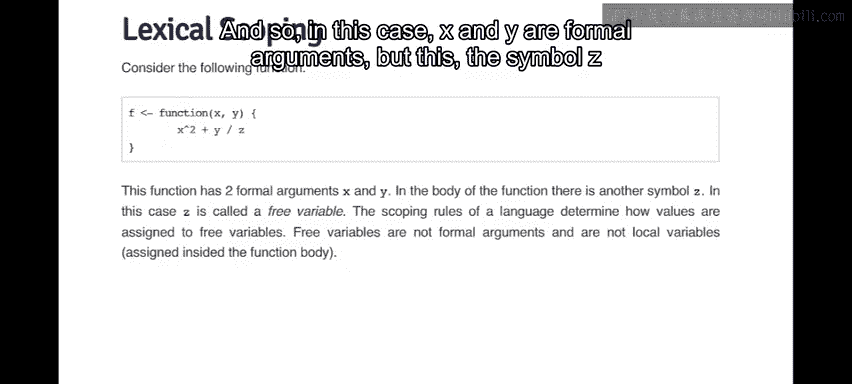 Lexical Scoping
And so, in this case, x and y are formal
arguments, but this, the symbol z
Consider the following function.
f <- function(x, y) {
x^2 + y / z
}
This function has 2 formal arguments x and y. In the body of the function there is another symbol z. In
this case z is called a free variable. The scoping rules of a language determine how values are
assigned to free variables. Free variables are not formal arguments and are not local variables
(assigned insided the function body).